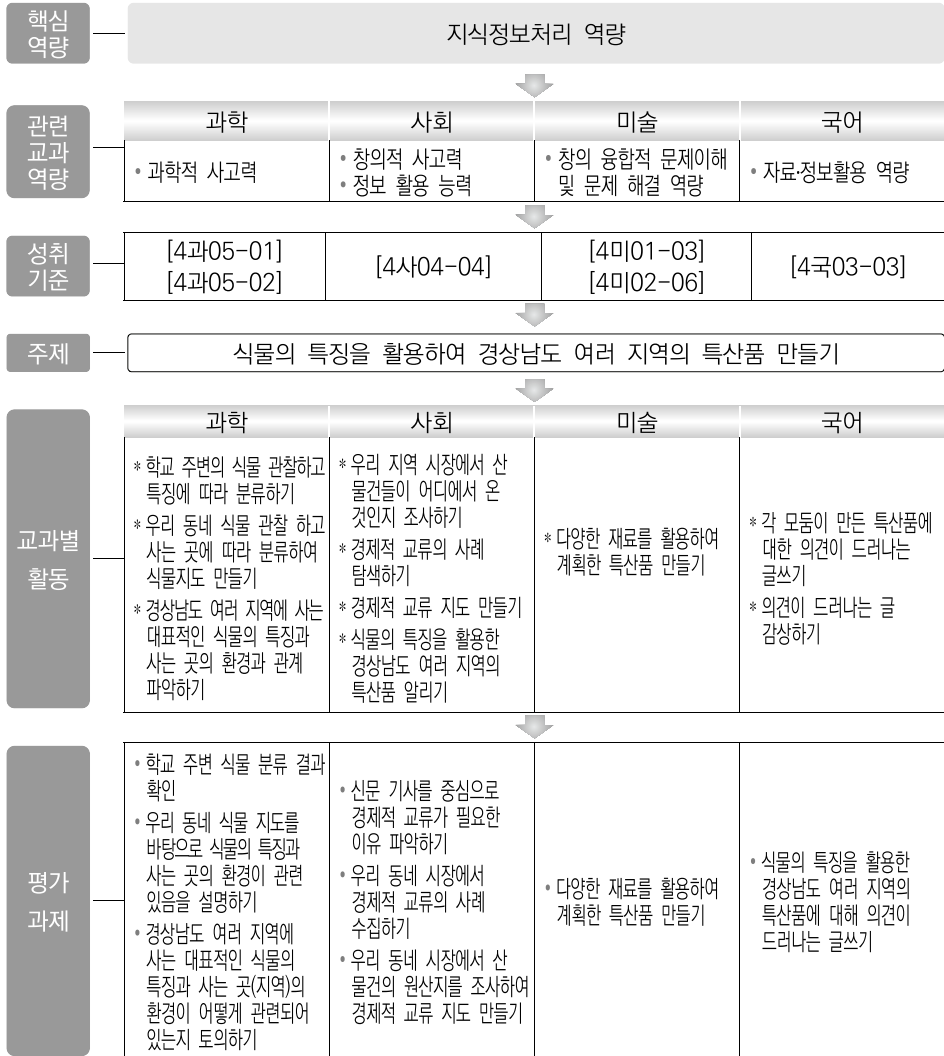 핵심
역량
지식정보처리 역량
관련
교과
역량
과학
사회
미술
국어
• 과학적 사고력
• 창의적 사고력
• 정보 활용 능력
• 창의 융합적 문제이해
및 문제 해결 역량
• 자료·정보활용 역량
성취
기준
[4과05-01]
[4과05-02]
[4사04-04]
[4미01-03]
[4미02-06]
[4국03-03]
주제
식물의 특징을 활용하여 경상남도 여러 지역의 특산품 만들기
교과별
활동
과학
사회
미술
국어
* 학교 주변의 식물 관찰하고
특징에 따라 분류하기
* 우리 동네 식물 관찰 하고
사는 곳에 따라 분류하여
식물지도 만들기
* 경상남도 여러 지역에 사는
대표적인 식물의 특징과
사는 곳의 환경과 관계
파악하기
* 우리 지역 시장에서 산
물건들이 어디에서 온
것인지 조사하기
* 경제적 교류의 사례
탐색하기
* 경제적 교류 지도 만들기
* 식물의 특징을 활용한
경상남도 여러 지역의
특산품 알리기
* 다양한 재료를 활용하여
계획한 특산품 만들기
* 각 모둠이 만든 특산품에
대한 의견이 드러나는
글쓰기
* 의견이 드러나는 글
감상하기
평가
과제
• 학교 주변 식물 분류 결과
확인
• 우리 동네 식물 지도를
바탕으로 식물의 특징과
사는 곳의 환경이 관련
있음을 설명하기
• 경상남도 여러 지역에
사는 대표적인 식물의
특징과 사는 곳(지역)의
환경이 어떻게 관련되어
있는지 토의하기
• 신문 기사를 중심으로
경제적 교류가 필요한
이유 파악하기
• 우리 동네 시장에서
경제적 교류의 사례
수집하기
• 우리 동네 시장에서 산
물건의 원산지를 조사하여
경제적 교류 지도 만들기
• 다양한 재료를 활용하여
계획한 특산품 만들기
• 식물의 특징을 활용한
경상남도 여러 지역의
특산품에 대해 의견이
드러나는 글쓰기